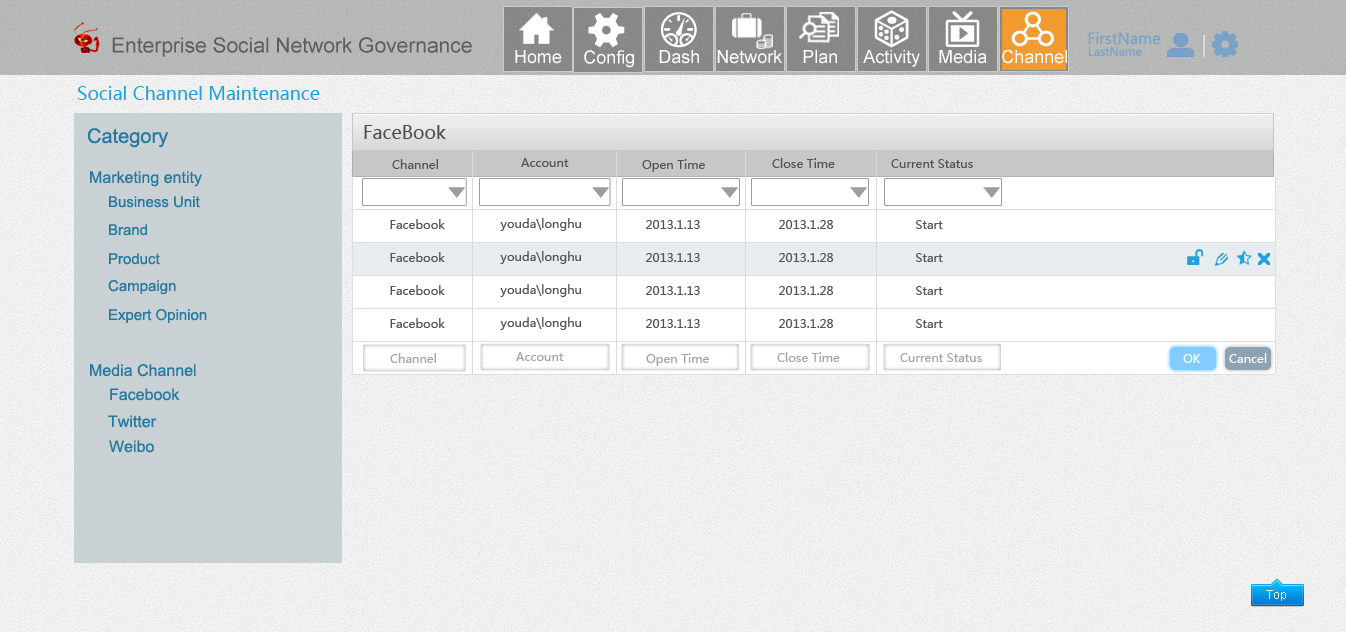 Enterprise Social Network Governance
Home Config Dash Network Plan Activity Media Channel
FirstName
LastName
Social Channel Maintenance
Category
Marketing entity
Business Unit
Brand
Product
Campaign
Expert Opinion
Media Channel
Facebook
Twitter
Weibo
FaceBook
Channel Account Open Time Close Time Current Status
Facebook youda\longhu 2013.1.13 2013.1.28 Start
Facebook youda\longhu 2013.1.13 2013.1.28 Start
Facebook youda\longhu 2013.1.13 2013.1.28 Start
Facebook youda\longhu 2013.1.13 2013.1.28 Start
Channel Account Open Time Close Time Current Status OK Cancel
Top